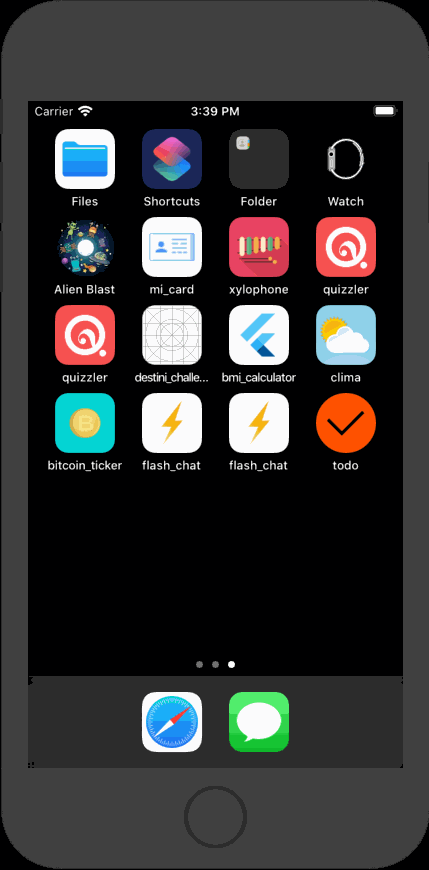 Carrier 3:39 PM
Files Shortcuts Folder Watch
Alien Blast mi_card xylophone quizzler
quizzler destini_challe... bmi_calculator clima
bitcoin_ticker flash_chat flash_chat todo